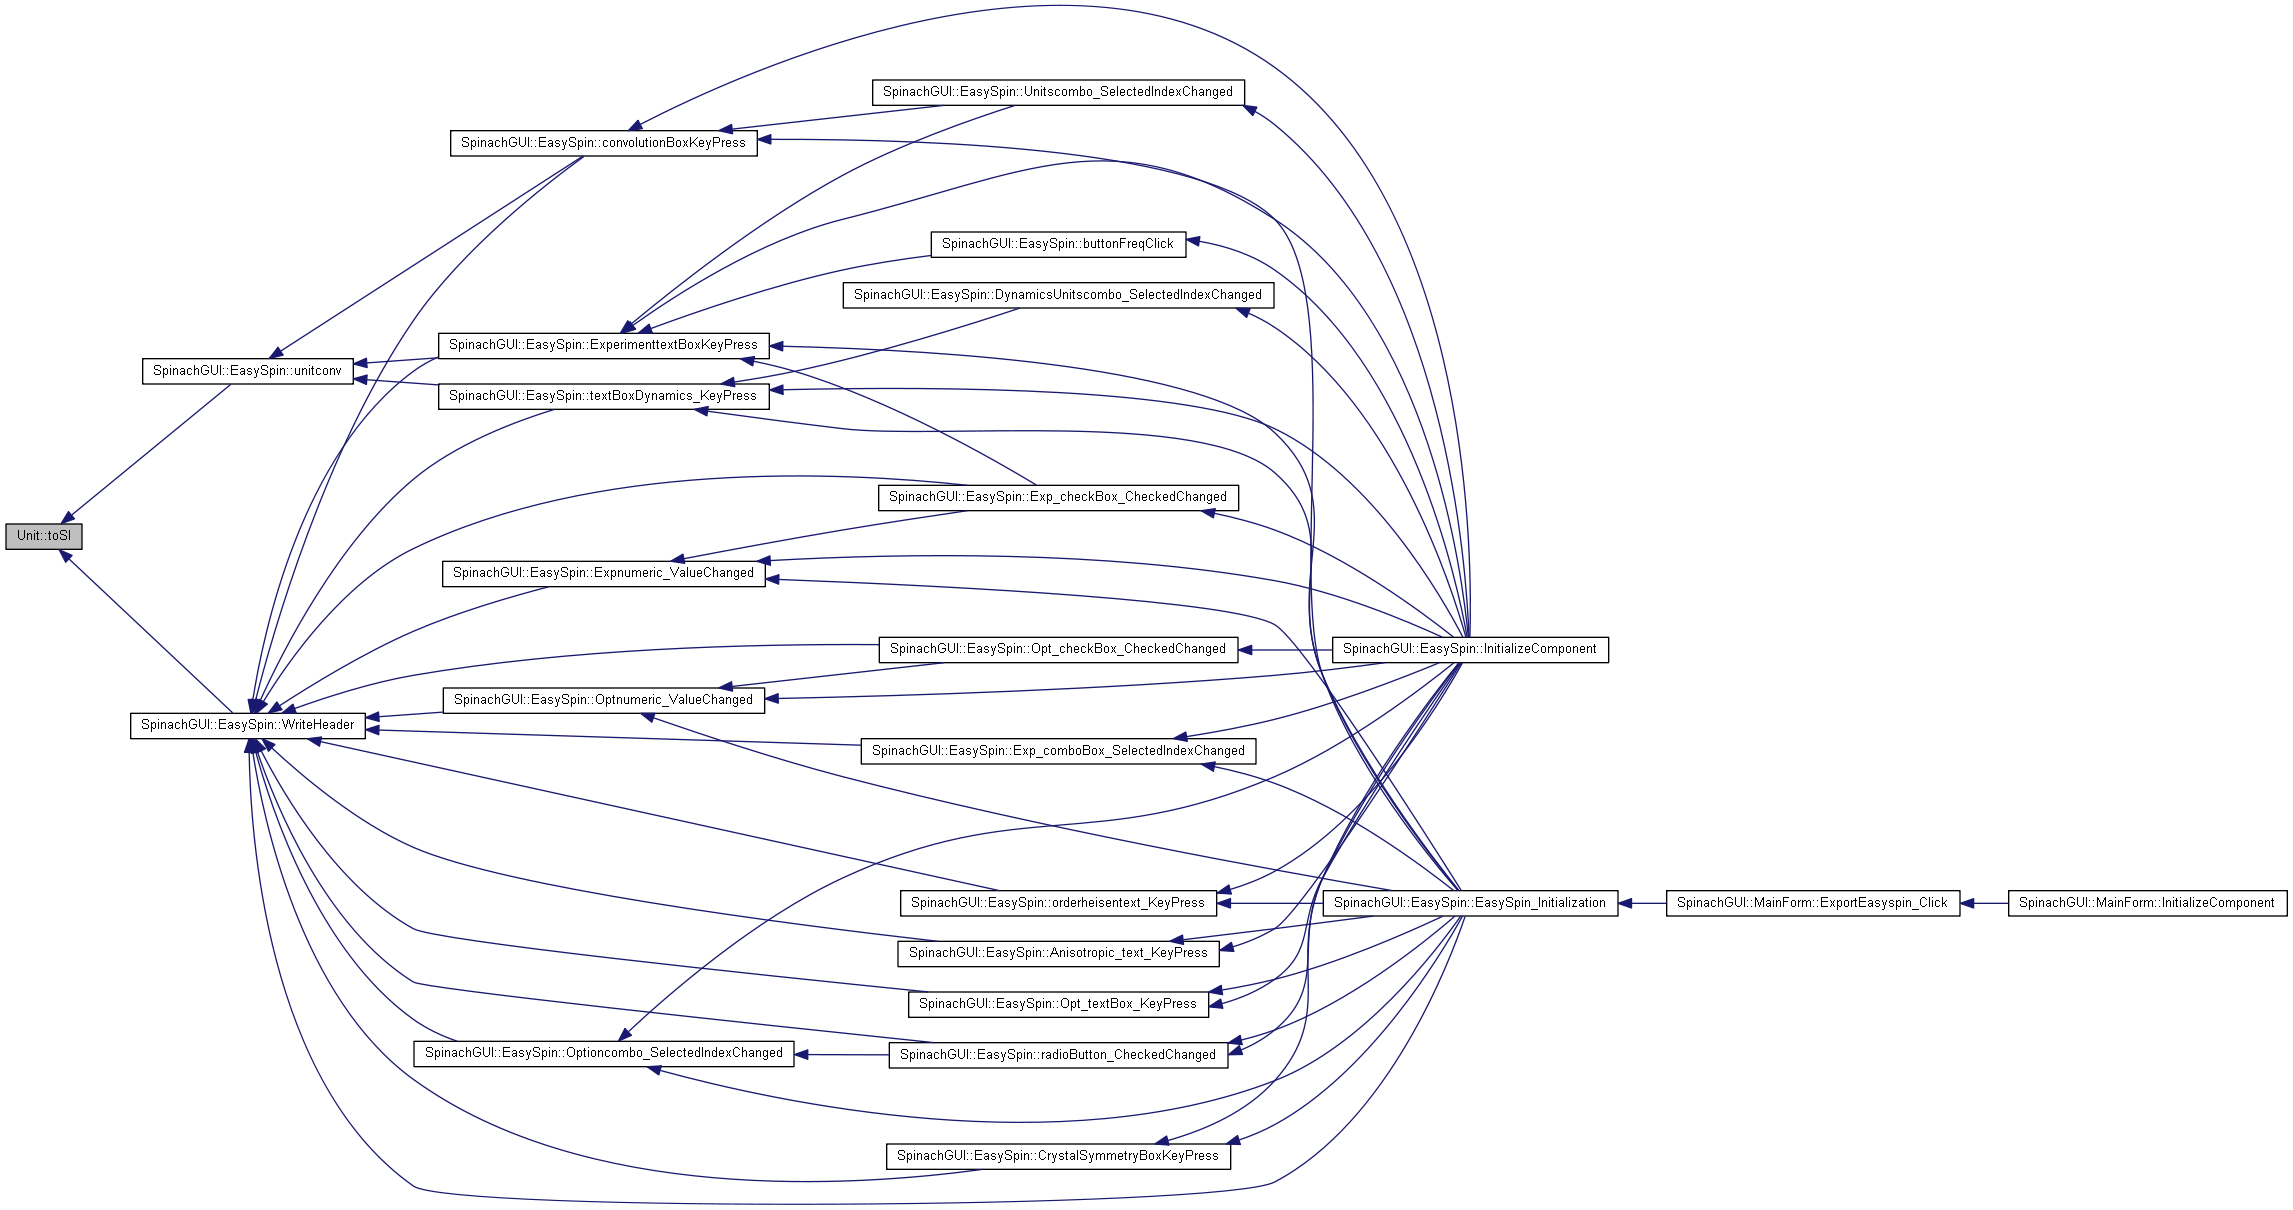 SpinachGUI::EasySpin::Unitscombo_SelectedIndexChanged
SpinachGUI::EasySpin::convolutionBoxKeyPress
SpinachGUI::EasySpin::buttonFreqClick
SpinachGUI::EasySpin::DynamicsUnitscombo_SelectedIndexChanged
SpinachGUI::EasySpin::ExperimenttextBoxKeyPress
SpinachGUI::EasySpin::unitconv
SpinachGUI::EasySpin::textBoxDynamics_KeyPress
SpinachGUI::EasySpin::Exp_checkBox_CheckedChanged
Unit::toSI
SpinachGUI::EasySpin::Expnumeric_ValueChanged
SpinachGUI::EasySpin::Opt_checkBox_CheckedChanged
SpinachGUI::EasySpin::InitializeComponent
SpinachGUI::EasySpin::Optnumeric_ValueChanged
SpinachGUI::EasySpin::WriteHeader
SpinachGUI::EasySpin::Exp_comboBox_SelectedIndexChanged
SpinachGUI::EasySpin::orderheisentext_KeyPress
SpinachGUI::EasySpin::EasySpin_Initialization
SpinachGUI::MainForm::ExportEasyspin_Click
SpinachGUI::MainForm::InitializeComponent
SpinachGUI::EasySpin::Anisotropic_text_KeyPress
SpinachGUI::EasySpin::Opt_textBox_KeyPress
SpinachGUI::EasySpin::Optioncombo_SelectedIndexChanged
SpinachGUI::EasySpin::radioButton_CheckedChanged
SpinachGUI::EasySpin::CrystalSymmetryBoxKeyPress